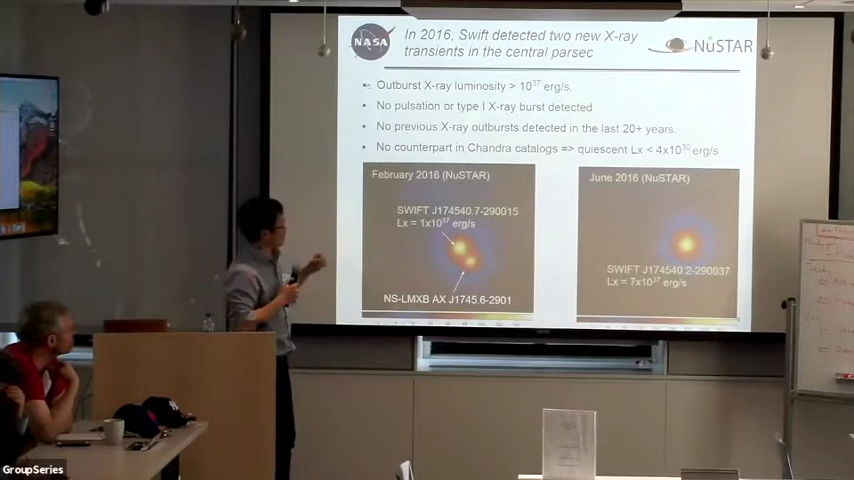 NASA
In 2016, Swift detected two new X-ray
transients in the central parsec
NuSTAR
Outburst X-ray luminosity > 10³⁷ erg/s.
No pulsation or type I X-ray burst detected
No previous X-ray outbursts detected in the last 20+ years.
No counterpart in Chandra catalogs => quiescent Lx < 4x10³⁰ erg/s
February 2016 (NuSTAR)
SWIFT J174540.7-290015
Lx = 1x10³⁷ erg/s
NS-LMXB AX J1745.6-2901
June 2016 (NuSTAR)
SWIFT J174540.2-290037
Lx = 7x10³⁷ erg/s
GroupSeries